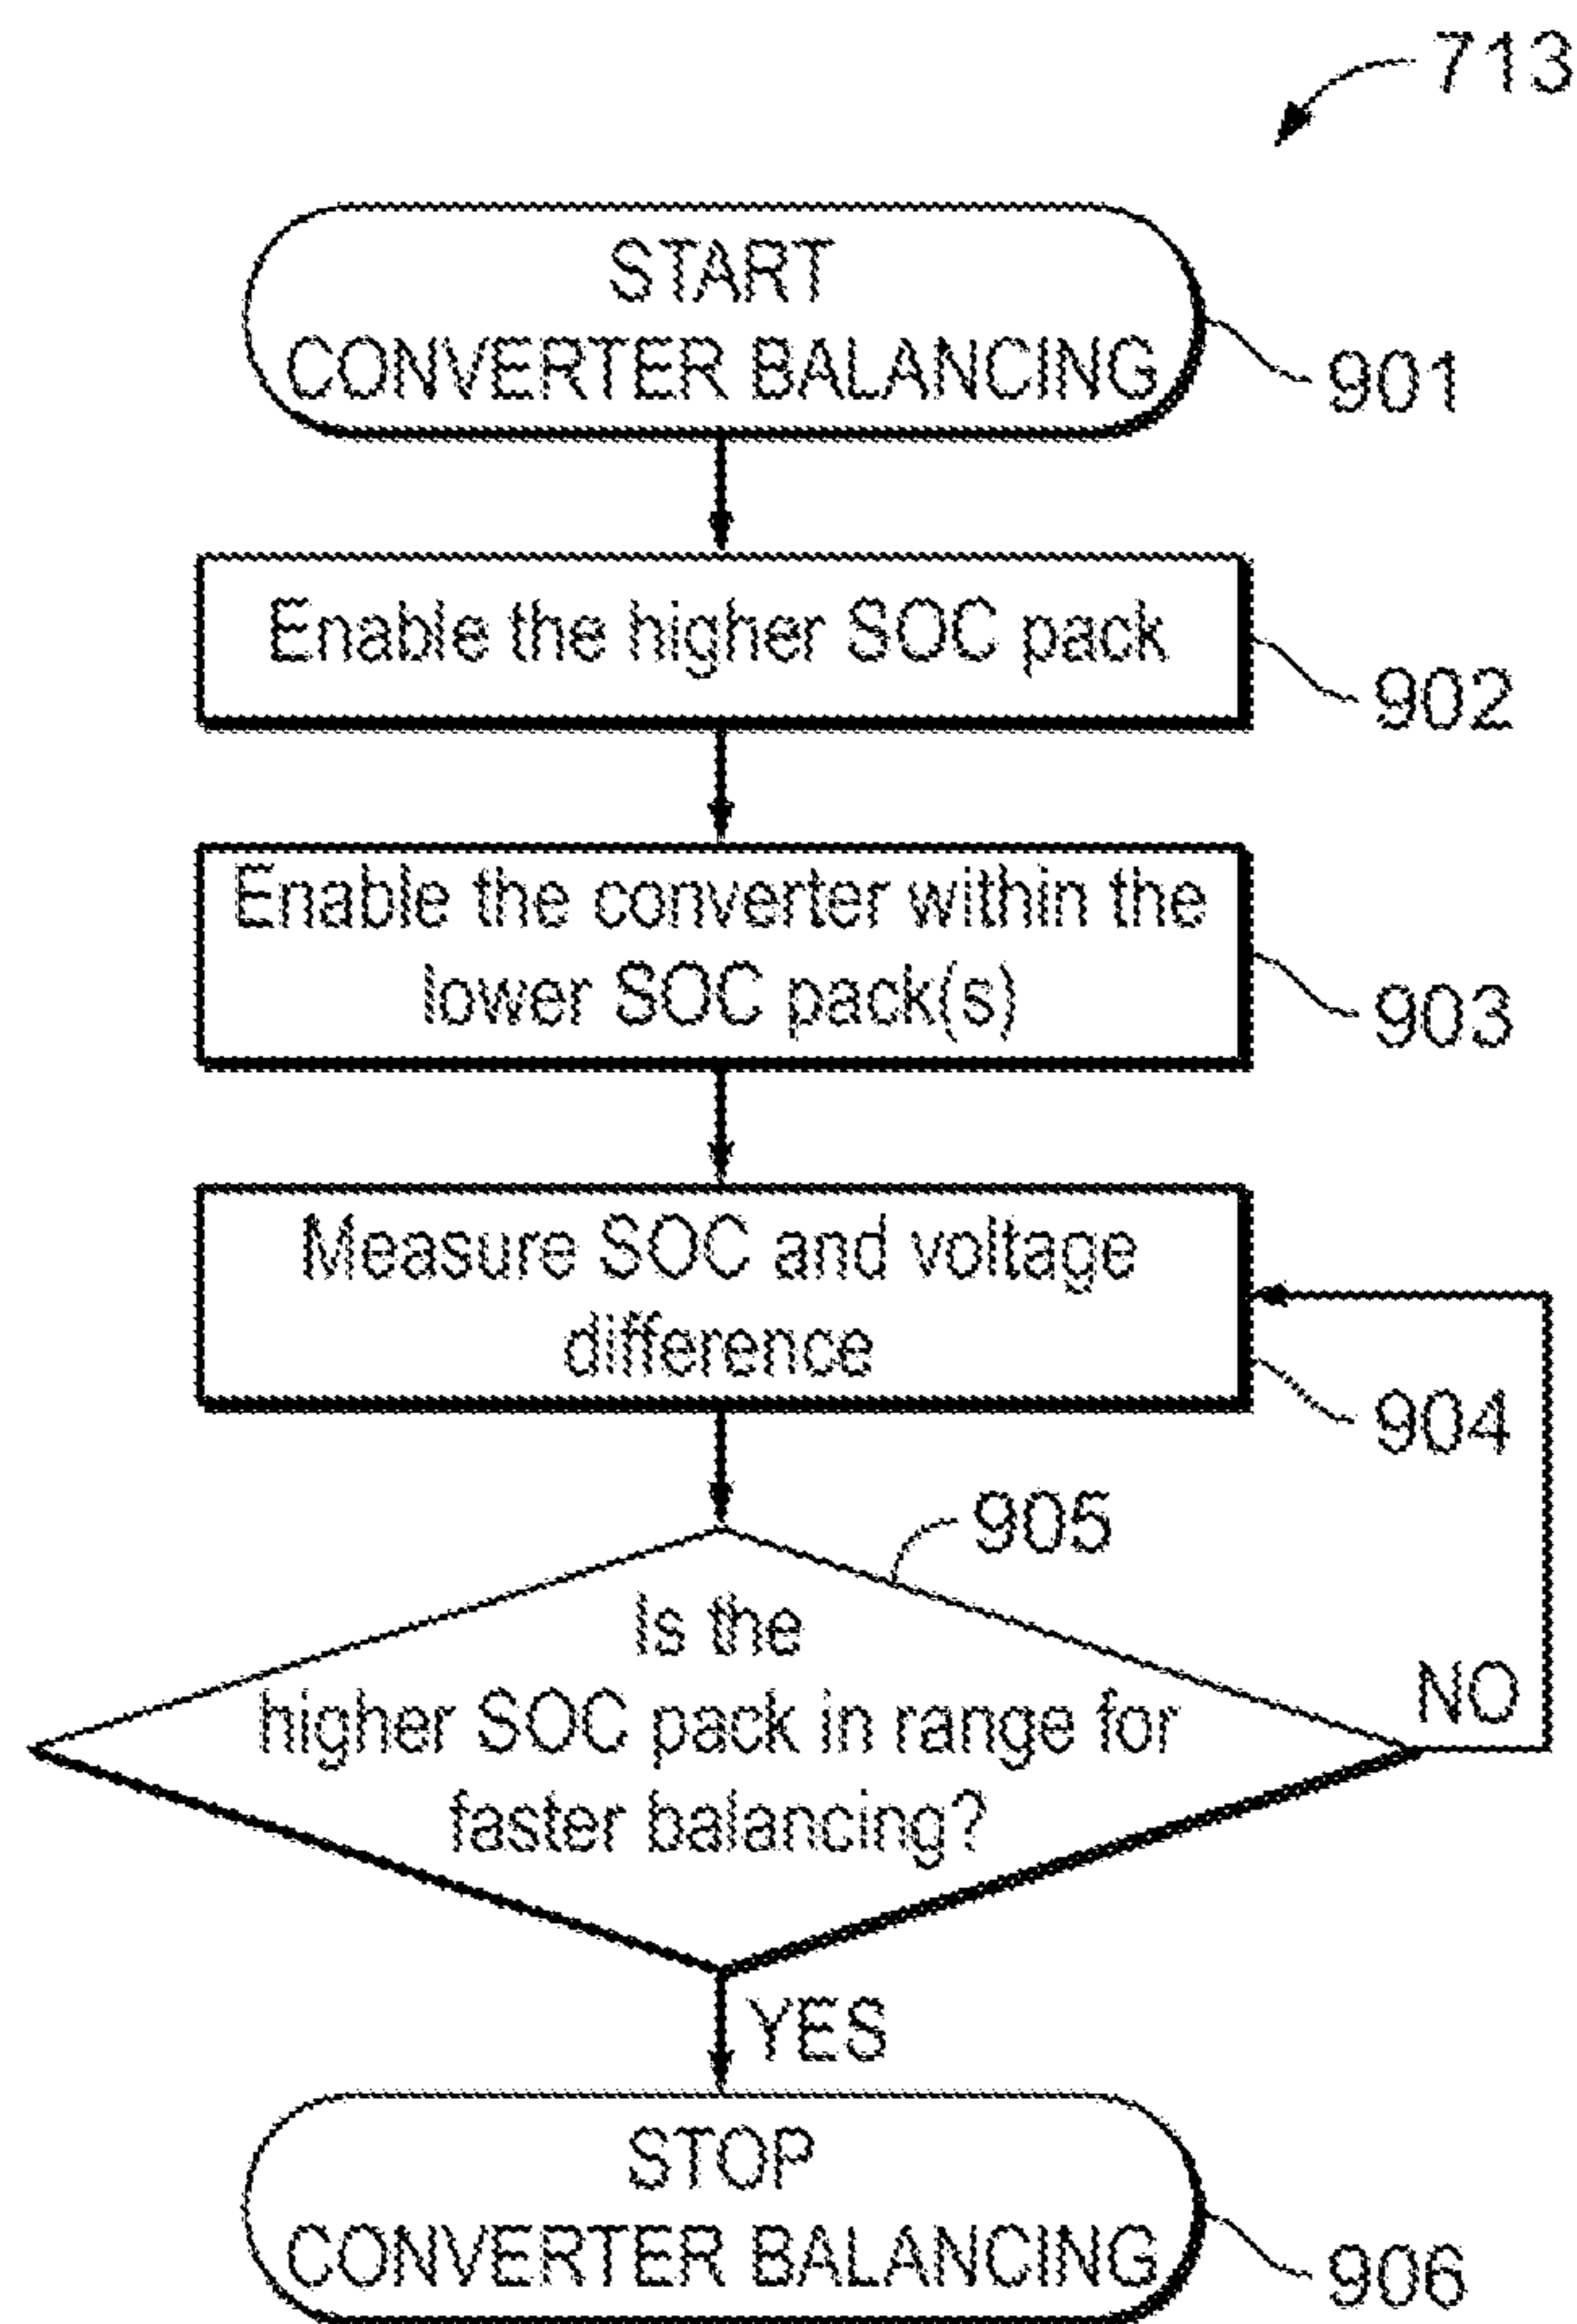 713
START
CONVERTER BALANCING
901
Enable the higher SOC pack
902
Enable the converter within the
lower SOC pack(s)
903
Measure SOC and voltage
difference
904
905
Is the
higher SOC pack in range for
faster balancing?
NO
YES
STOP
CONVERTER BALANCING
906